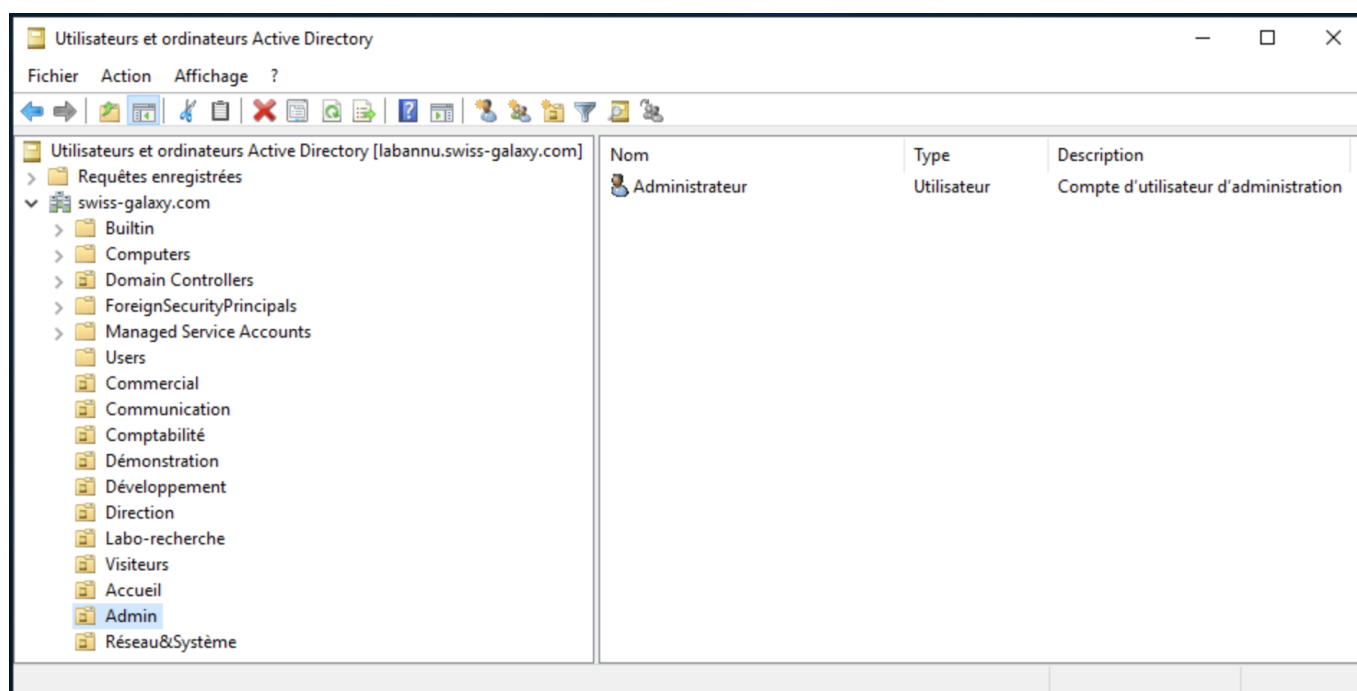 Utilisateurs et ordinateurs Active Directory
Fichier Action Affichage ?
Utilisateurs et ordinateurs Active Directory [labannu.swiss-galaxy.com]
Requêtes enregistrées
swiss-galaxy.com
Builtin
Computers
Domain Controllers
ForeignSecurityPrincipals
Managed Service Accounts
Users
Commercial
Communication
Comptabilité
Démonstration
Développement
Direction
Labo-recherche
Visiteurs
Accueil
Admin
Réseau&Système
Nom Type Description
Administrateur Utilisateur Compte d'utilisateur d'administration